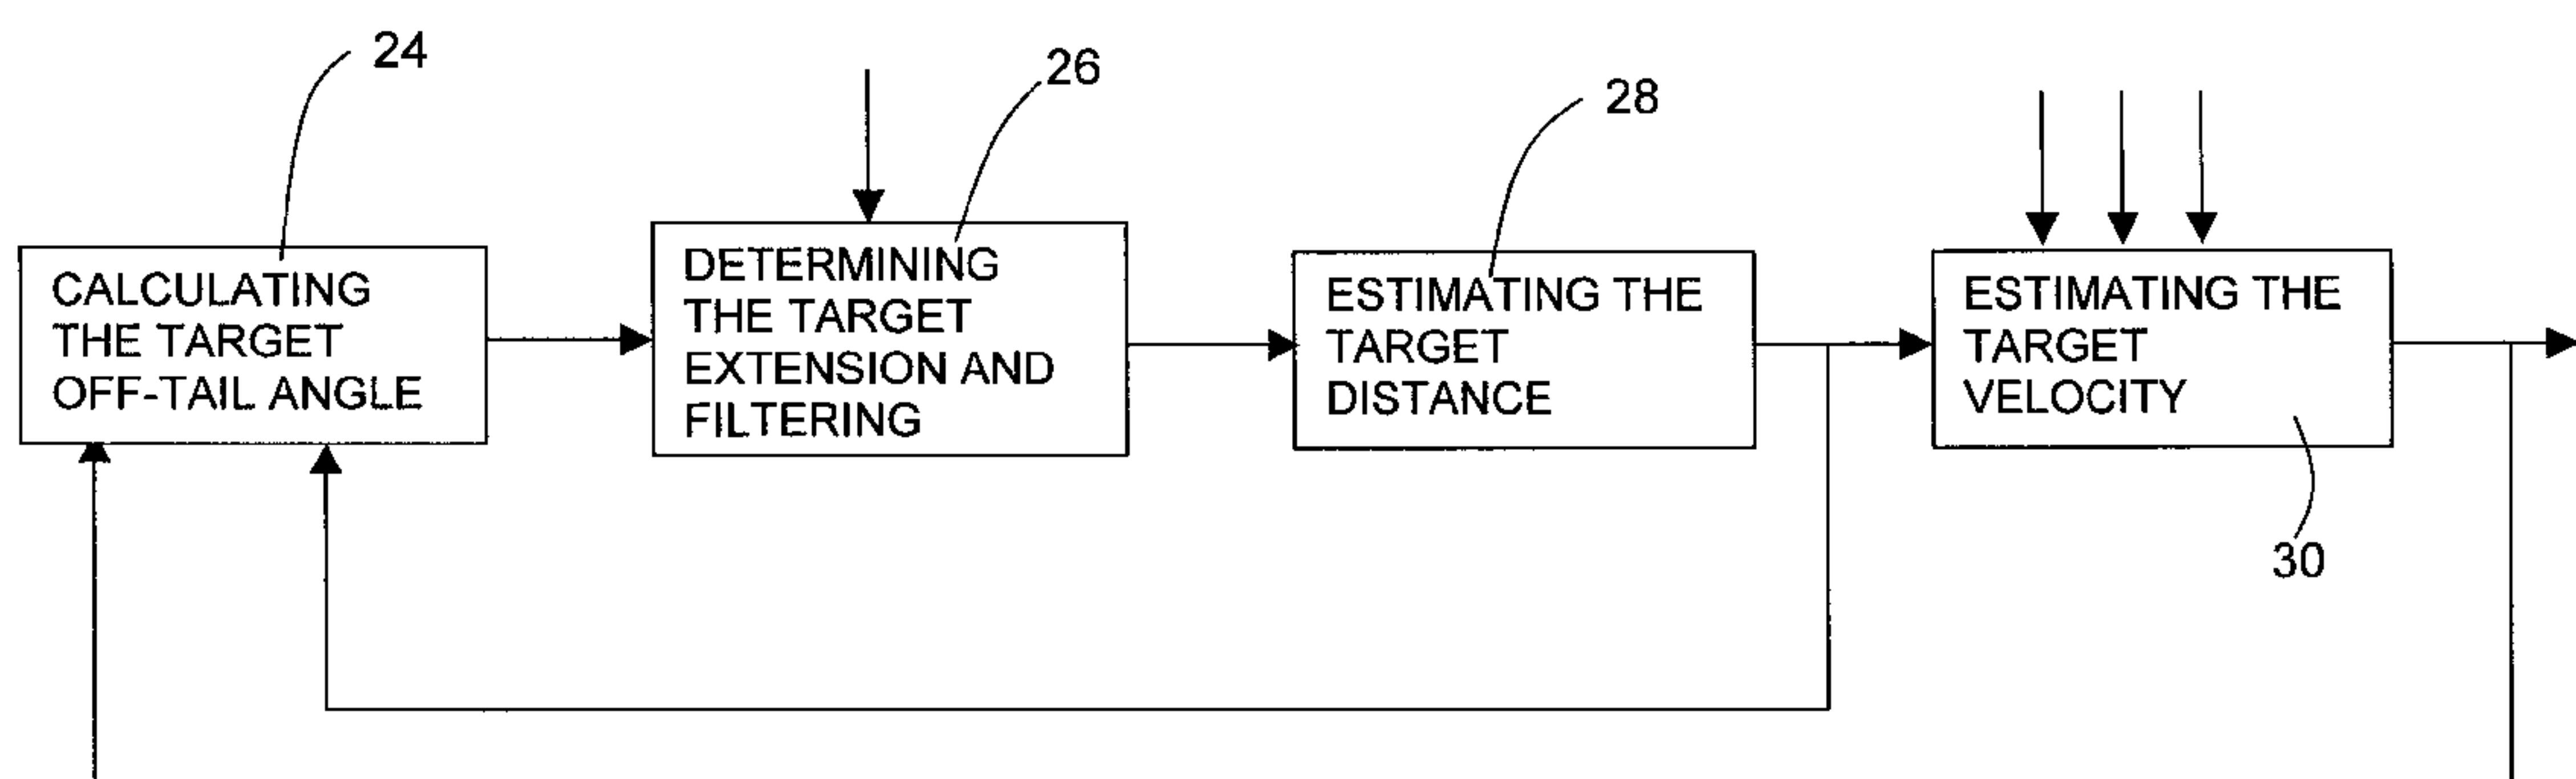 24
26
28
CALCULATING
THE TARGET
OFF-TAIL ANGLE
DETERMINING
THE TARGET
EXTENSION AND
FILTERING
ESTIMATING THE
TARGET
DISTANCE
ESTIMATING THE
TARGET
VELOCITY
30